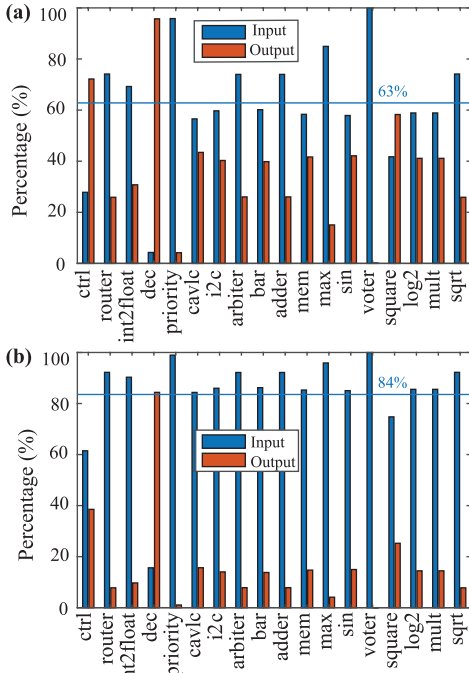 (a)
100
80
60
40
20
0
Percentage (%)
Input
Output
63%
ctrl
router
int2float
dec
priority
cavlc
i2c
arbiter
bar
adder
mem
max
sin
voter
square
log2
mult
sqrt
(b)
100
80
60
40
20
0
Percentage (%)
84%
Input
Output
ctrl
router
nt2float
dec
priority
cavlc
i2c
arbiter
bar
adder
mem
max
sin
voter
square
log2
mult
sqrt